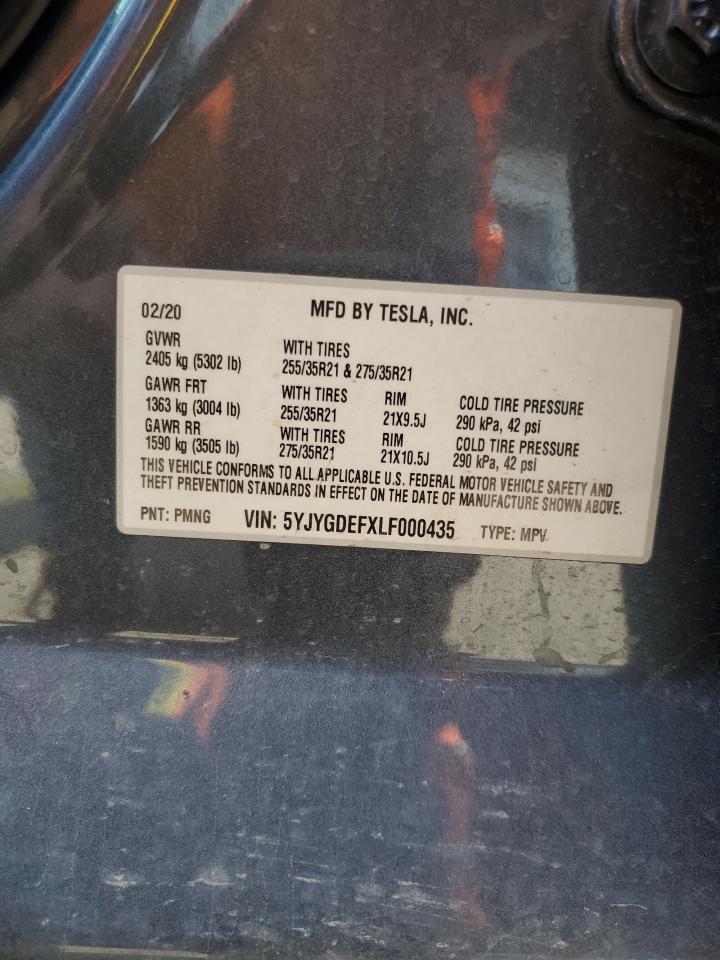 02/20 MFD BY TESLA, INC.
GVWR
2405 kg (5302 lb) WITH TIRES
255/35R21 & 275/35R21
GAWR FRT WITH TIRES RIM COLD TIRE PRESSURE
1363 kg (3004 lb) 255/35R21 21X9.5J 290 kPa, 42 psi
GAWR RR WITH TIRES RIM COLD TIRE PRESSURE
1590 kg (3505 lb) 275/35R21 21X10.5J 290 kPa, 42 psi
THIS VEHICLE CONFORMS TO ALL APPLICABLE U.S. FEDERAL MOTOR VEHICLE SAFETY AND
THEFT PREVENTION STANDARDS IN EFFECT ON THE DATE OF MANUFACTURE SHOWN ABOVE.
PNT: PMNG VIN: 5YJYGDEFXLF000435 TYPE: MPV